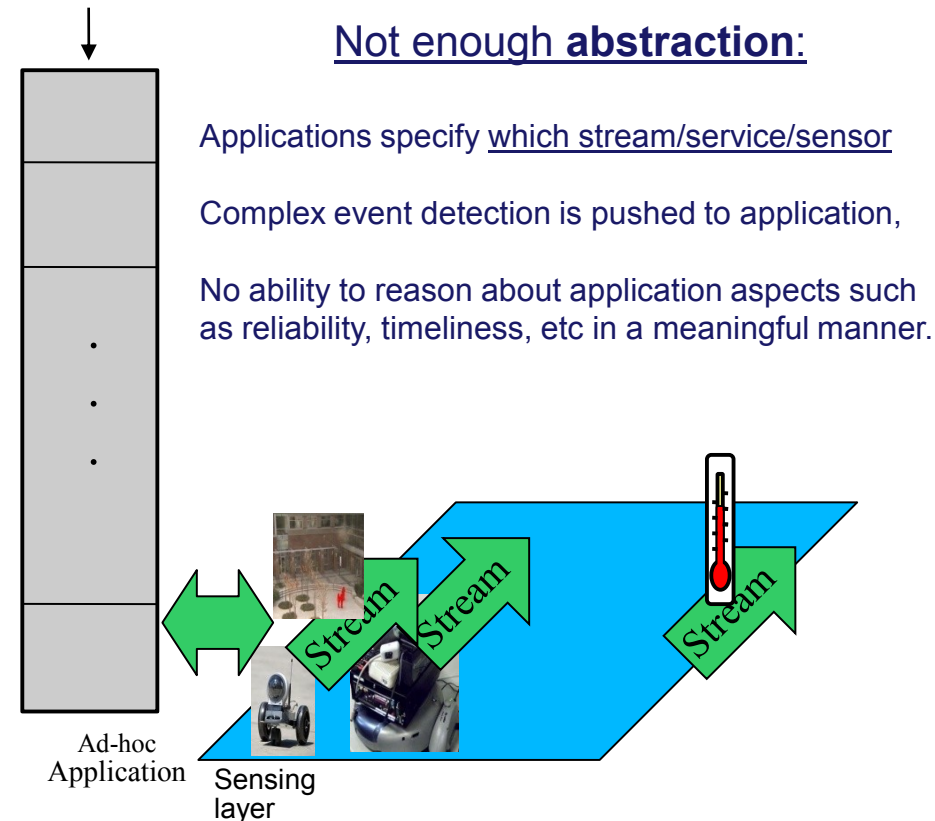 Not enough abstraction:
Applications specify which stream/service/sensor
Complex event detection is pushed to application,
No ability to reason about application aspects such
as reliability, timeliness, etc in a meaningful manner.
Stream
Stream
Stream
Ad-hoc
Application
Sensing
layer